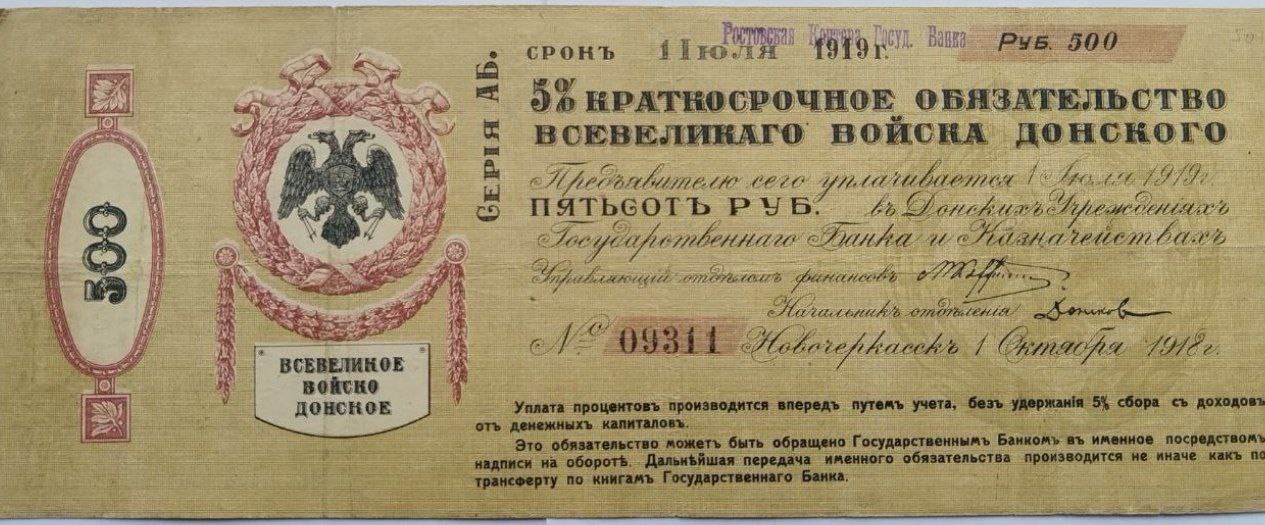 Ростовская Контора Госуд. Банка
СРОКЪ 1 ІЮЛЯ 1919 г. РУБ. 500
50
500
СЕРІЯ АБ.
5% КРАТКОСРОЧНОЕ ОБЯЗАТЕЛЬСТВО
ВСЕВЕЛИКАГО ВОЙСКА ДОНСКОГО
Предъявителю сего уплачивается 1 Іюля 1919 г.
ПЯТЬСОТЪ РУБ. въ Донскихъ Учрежденіяхъ
Государственнаго Банка и Казначействахъ
Управляющій отдѣломъ финансовъ
Начальникъ отдѣленія
№ 09311 Новочеркасскъ 1 Октября 1918 г.
ВСЕВЕЛИКОЕ
ВОЙСКО
ДОНСКОЕ
Уплата процентовъ производится впередъ путемъ учета, безъ удержанія 5% сбора съ доходовъ
отъ денежныхъ капиталовъ.
Это обязательство можетъ быть обращено Государственнымъ Банкомъ въ именное посредствомъ
надписи на оборотѣ. Дальнѣйшая передача именного обязательства производится не иначе какъ по
трансферту по книгамъ Государственнаго Банка.